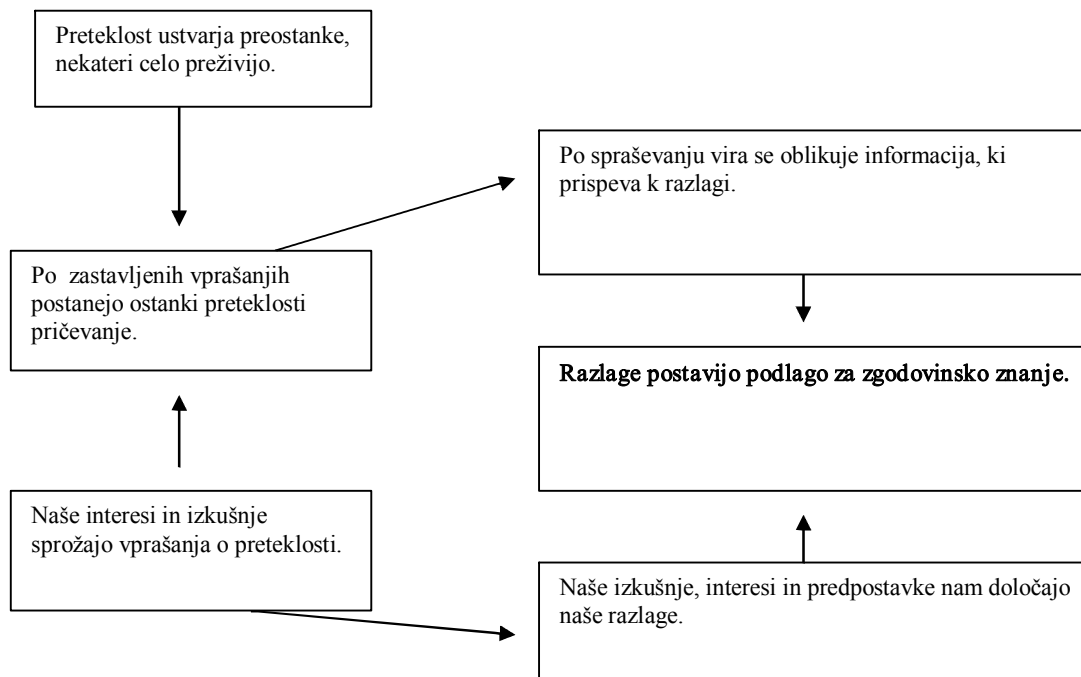 Preteklost ustvarja preostanke,
nekateri celo preživijo.
Po spraševanju vira se oblikuje informacija, ki
prispeva k razlagi.
Po  zastavljenih vprašanjih
postanejo ostanki preteklosti
pričevanje.
Razlage postavijo podlago za zgodovinsko znanje.
Naše interesi in izkušnje
sprožajo vprašanja o preteklosti.
Naše izkušnje, interesi in predpostavke nam določajo
naše razlage.